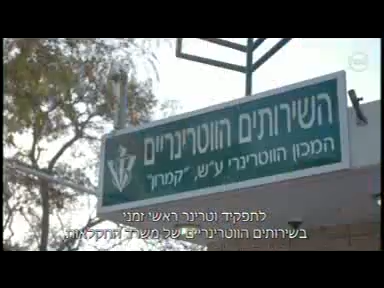 השירותים הווטרינריים
המכון הווטרינרי ע"ש, "קמרון"
לתפקיד וטרינר ראשי זמני
בשירותים הווטרינריים של משרד החקלאות.